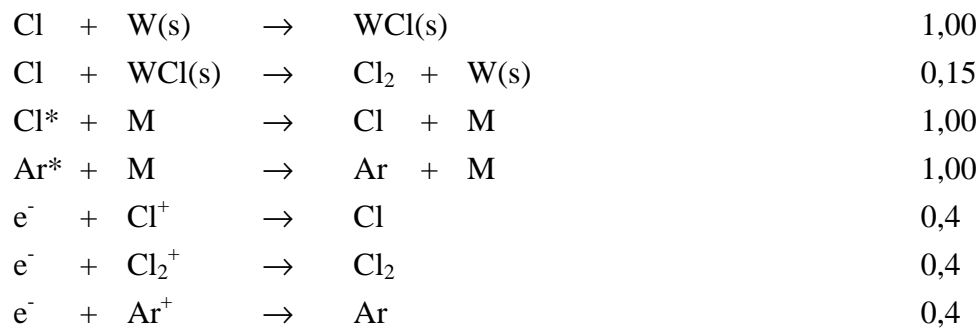 Cl + W(s) → WCl(s) 1,00
Cl + WCl(s) → Cl₂ + W(s) 0,15
Cl* + M → Cl + M 1,00
Ar* + M → Ar + M 1,00
e⁻ + Cl⁺ → Cl 0,4
e⁻ + Cl₂⁺ → Cl₂ 0,4
e⁻ + Ar⁺ → Ar 0,4